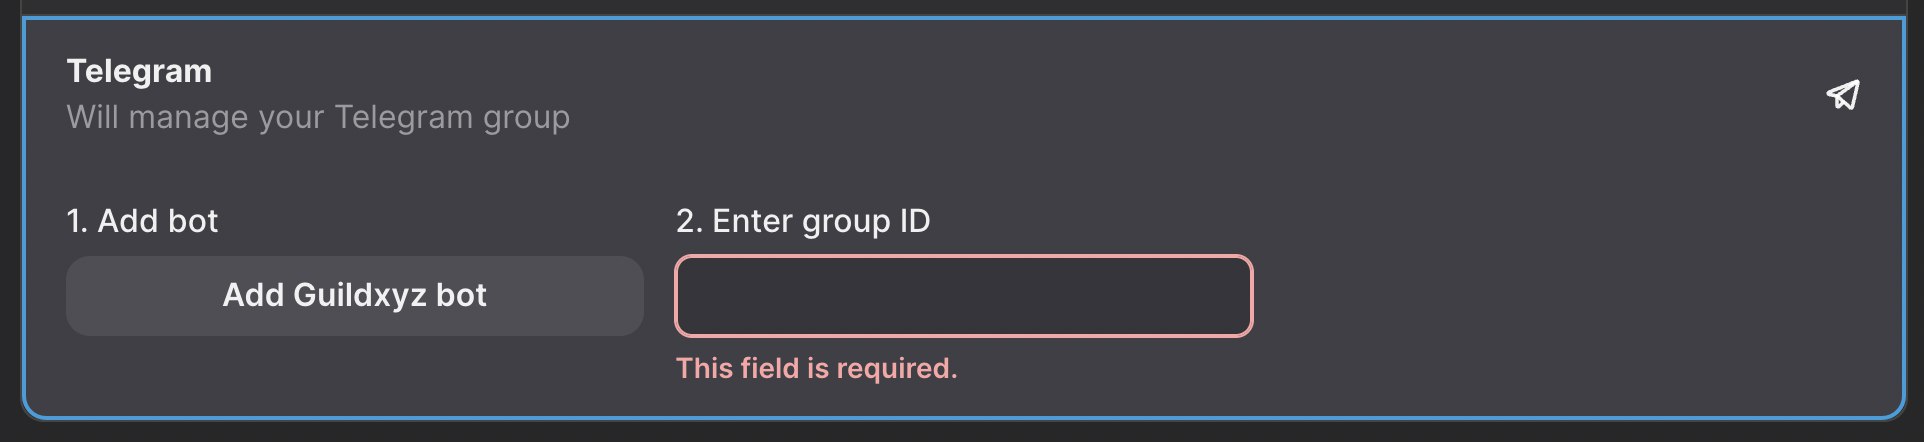 Telegram
Will manage your Telegram group
1. Add bot
2. Enter group ID
Add Guildxyz bot
This field is required.